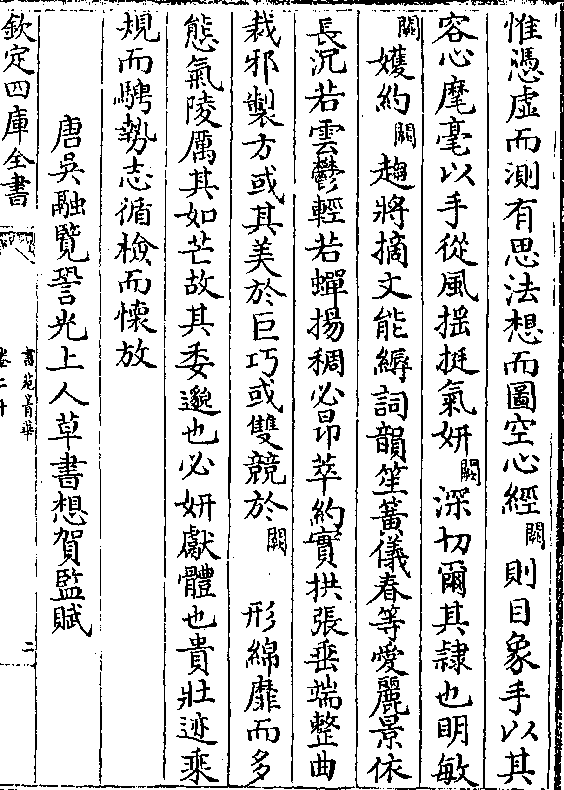 惟憑虛而測有思法想而圖空心經闕則目象手以其
容心麾毫以手從風揺挺氣妍闕深切爾其隷也明敏
闕蠖約闕趍將摛文能縟詞韻笙簧儀春等愛麗景依
長沉若雲鬱輕若蟬揚稠必昂萃約實拱張垂端整曲
裁邪製方或其美於巨巧或雙競於闕形綿靡而多
態氣陵厲其如芒故其委邈也必妍獻體也貴壯迹乘
規而騁勢志循檢而懷放
唐吳融覽𧦬光上人草書想賀監賦
欽定四庫全書
書苑菁華
卷二十
二